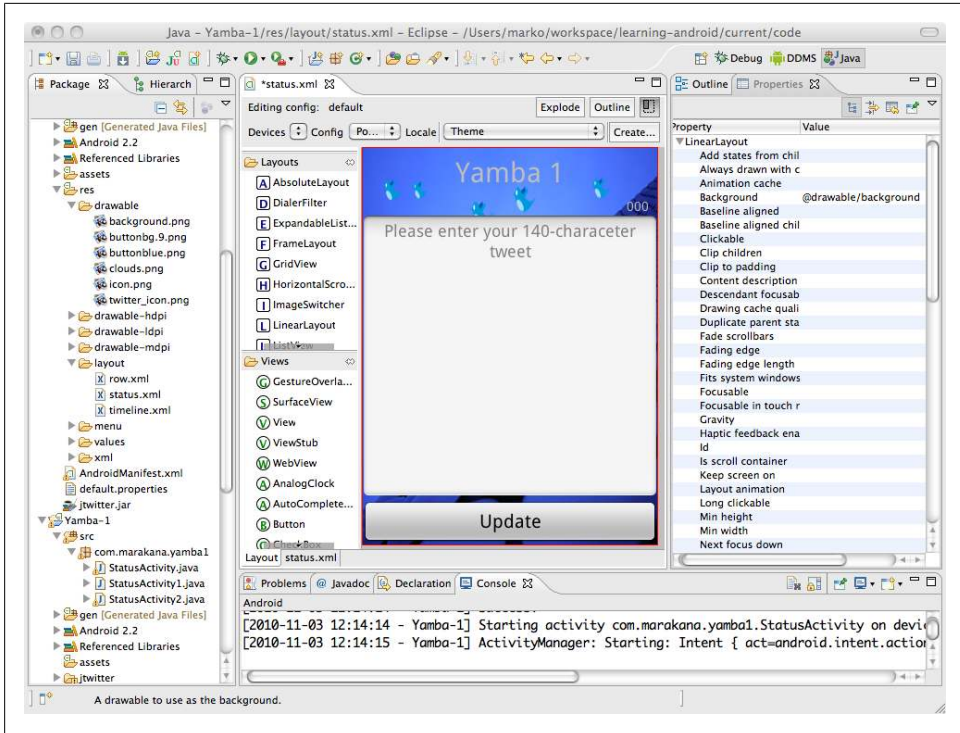 Java – Yamba-1/res/layout/status.xml – Eclipse – /Users/marko/workspace/learning-android/current/code
Debug
DDMS
Java
Package
Hierarch
gen [Generated Java Files]
Android 2.2
Referenced Libraries
assets
res
drawable
background.png
buttonbg.9.png
buttonblue.png
clouds.png
icon.png
twitter_icon.png
drawable-hdpi
drawable-ldpi
drawable-mdpi
layout
row.xml
status.xml
timeline.xml
menu
values
xml
AndroidManifest.xml
default.properties
jtwitter.jar
Yamba-1
src
com.marakana.yamba1
StatusActivity.java
StatusActivity1.java
StatusActivity2.java
gen [Generated Java Files]
Android 2.2
Referenced Libraries
assets
jtwitter
*status.xml
Editing config: default
Explode
Outline
Devices
Config
Po...
Locale
Theme
Create...
Layouts
AbsoluteLayout
DialerFilter
ExpandableList...
FrameLayout
GridView
HorizontalScro...
ImageSwitcher
LinearLayout
ListView
Views
GestureOverla...
SurfaceView
View
ViewStub
WebView
AnalogClock
AutoComplete...
Button
CheckBox
Layout
status.xml
Yamba 1
000
Please enter your 140-characeter
tweet
Update
Outline
Properties
Property Value
LinearLayout
Add states from chil
Always drawn with c
Animation cache
Background @drawable/background
Baseline aligned
Baseline aligned chil
Clickable
Clip children
Clip to padding
Content description
Descendant focusab
Drawing cache quali
Duplicate parent sta
Fade scrollbars
Fading edge
Fading edge length
Fits system windows
Focusable
Focusable in touch r
Gravity
Haptic feedback ena
Id
Is scroll container
Keep screen on
Layout animation
Long clickable
Min height
Min width
Next focus down
Problems
Javadoc
Declaration
Console
Android
[2010-11-03 12:14:14 - Yamba-1] Starting activity com.marakana.yamba1.StatusActivity on devi
[2010-11-03 12:14:15 - Yamba-1] ActivityManager: Starting: Intent { act=android.intent.action
A drawable to use as the background.